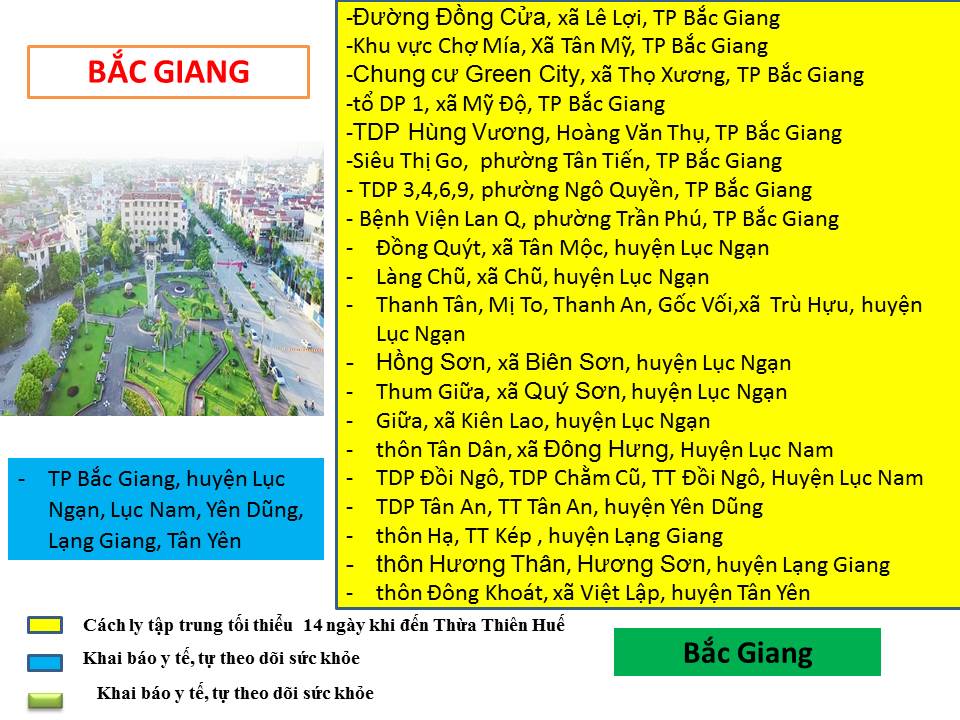 BẮC GIANG
-Đường Đồng Cửa, xã Lê Lợi, TP Bắc Giang
-Khu vực Chợ Mía, Xã Tân Mỹ, TP Bắc Giang
-Chung cư Green City, xã Thọ Xương, TP Bắc Giang
-tổ DP 1, xã Mỹ Độ, TP Bắc Giang
-TDP Hùng Vương, Hoàng Văn Thụ, TP Bắc Giang
-Siêu Thị Go,  phường Tân Tiến, TP Bắc Giang
- TDP 3,4,6,9, phường Ngô Quyền, TP Bắc Giang
- Bệnh Viện Lan Q, phường Trần Phú, TP Bắc Giang
- Đồng Quýt, xã Tân Mộc, huyện Lục Ngạn
- Làng Chũ, xã Chũ, huyện Lục Ngạn
- Thanh Tân, Mị To, Thanh An, Gốc Vối,xã Trù Hựu, huyện
Lục Ngạn
- Hồng Sơn, xã Biên Sơn, huyện Lục Ngạn
- Thum Giữa, xã Quý Sơn, huyện Lục Ngạn
- Giữa, xã Kiên Lao, huyện Lục Ngạn
- thôn Tân Dân, xã Đông Hưng, Huyện Lục Nam
- TDP Đồi Ngô, TDP Chằm Cũ, TT Đồi Ngô, Huyện Lục Nam
- TDP Tân An, TT Tân An, huyện Yên Dũng
- thôn Hạ, TT Kép , huyện Lạng Giang
- thôn Hương Thân, Hương Sơn, huyện Lạng Giang
- thôn Đông Khoát, xã Việt Lập, huyện Tân Yên
- TP Bắc Giang, huyện Lục
Ngạn, Lục Nam, Yên Dũng,
Lạng Giang, Tân Yên
Cách ly tập trung tối thiểu  14 ngày khi đến Thừa Thiên Huế
Khai báo y tế, tự theo dõi sức khỏe
Khai báo y tế, tự theo dõi sức khỏe
Bắc Giang